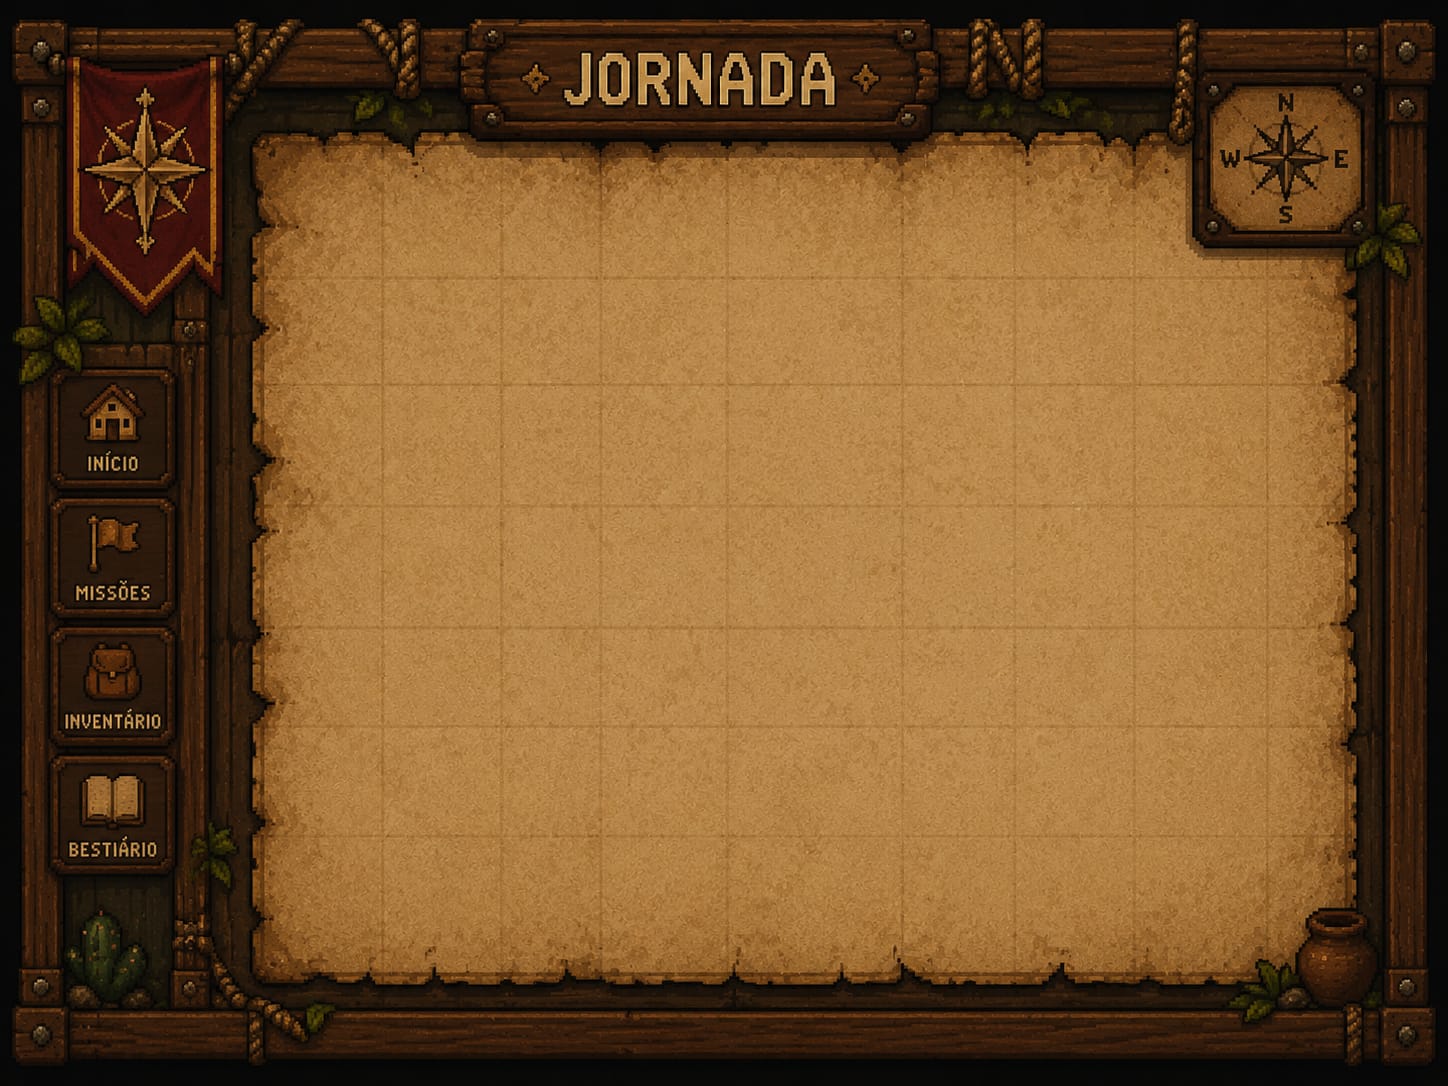 JORNADA
N
W E
S
INÍCIO
MISSÕES
INVENTÁRIO
BESTIÁRIO